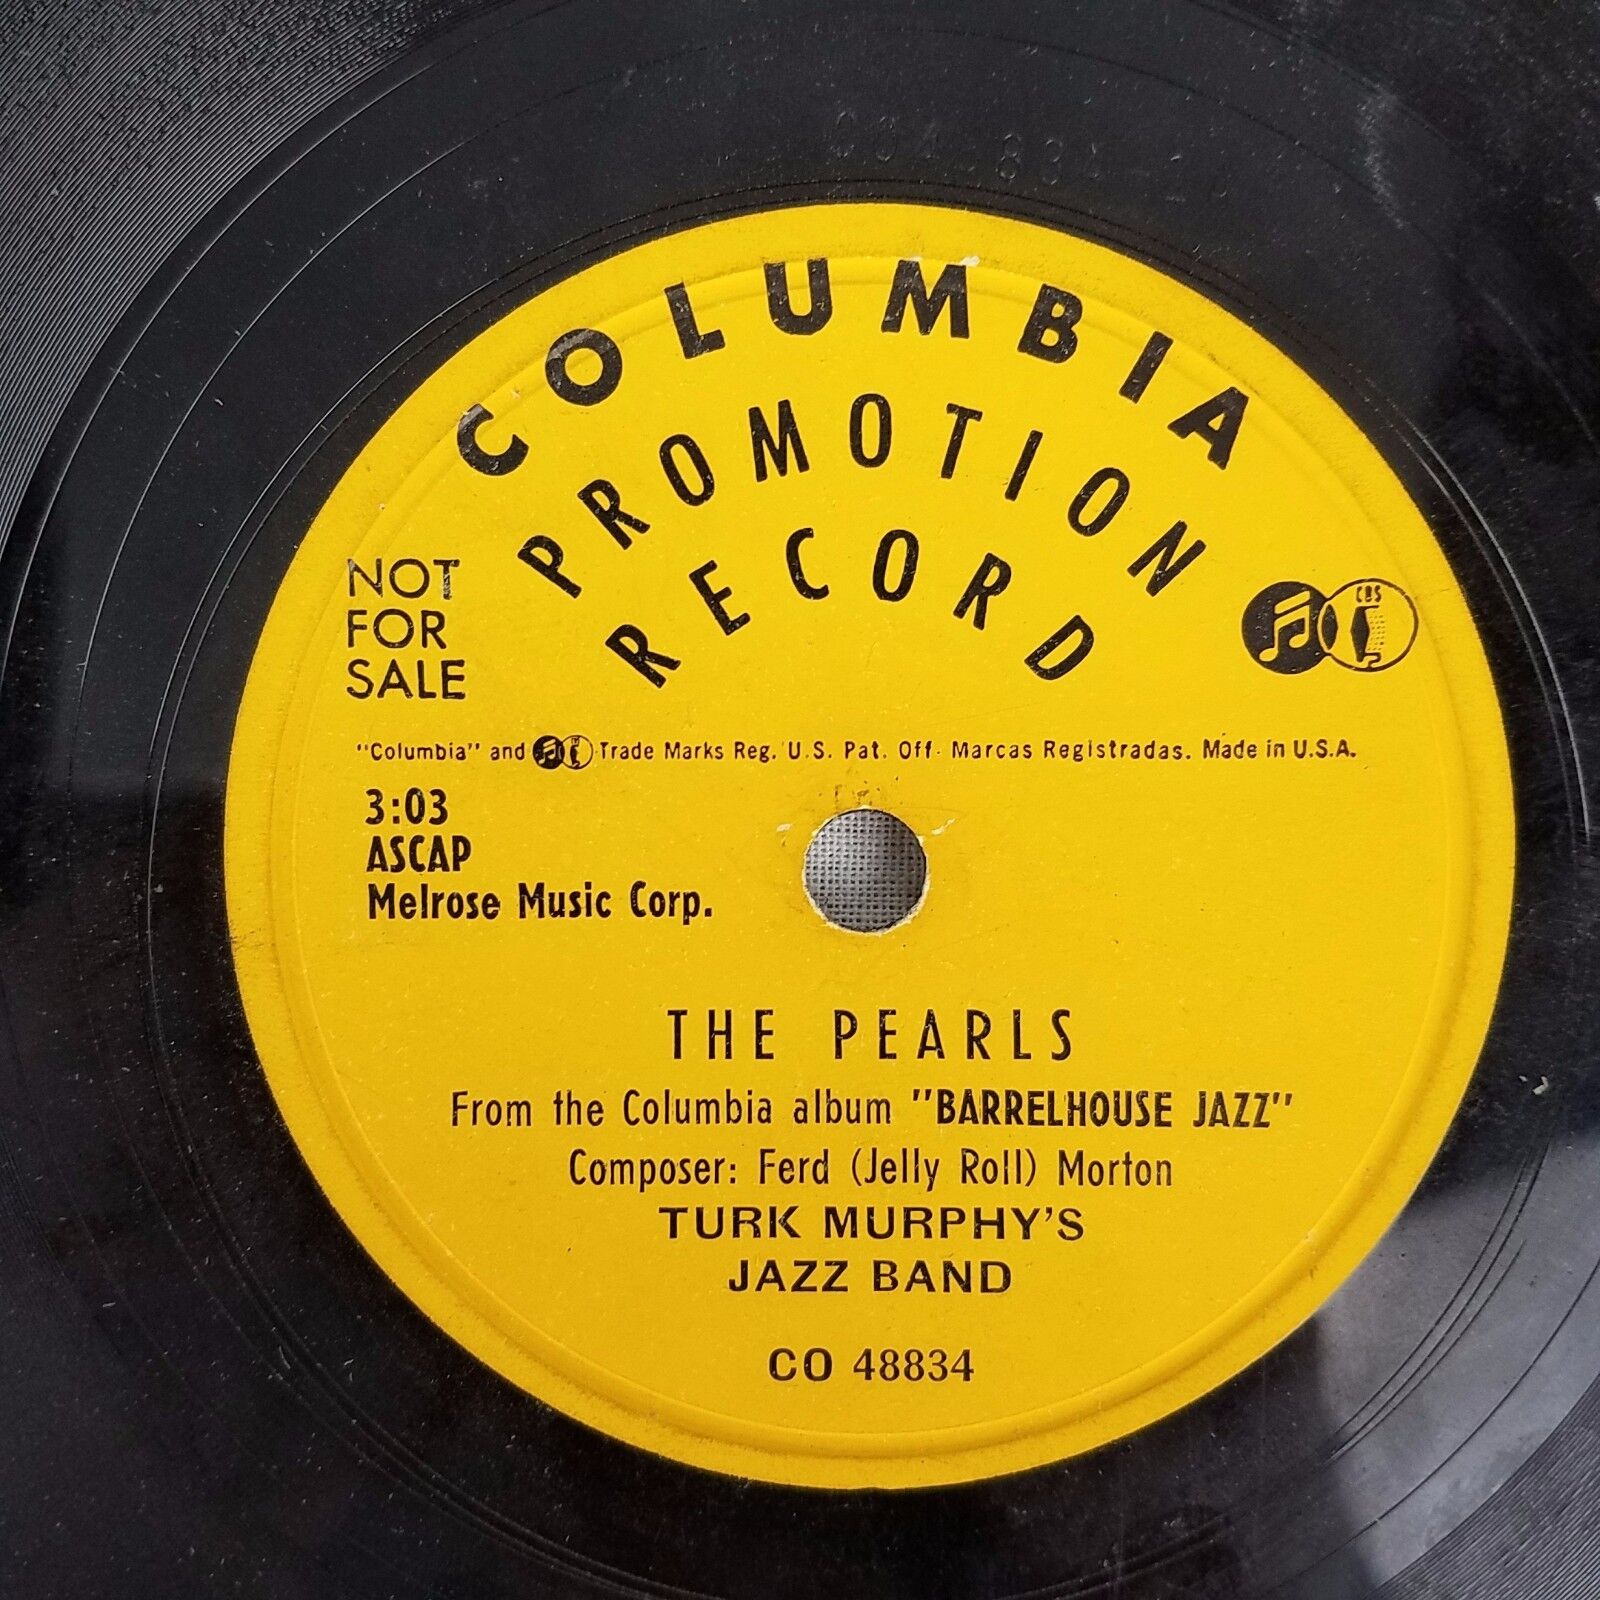 COLUMBIA
PROMOTION
RECORD
NOT
FOR
SALE
CBS
"Columbia" and Trade Marks Reg. U.S. Pat. Off. Marcas Registradas. Made in U.S.A.
3:03
ASCAP
Melrose Music Corp.
THE PEARLS
From the Columbia album "BARRELHOUSE JAZZ"
Composer: Ferd (Jelly Roll) Morton
TURK MURPHY'S
JAZZ BAND
CO 48834